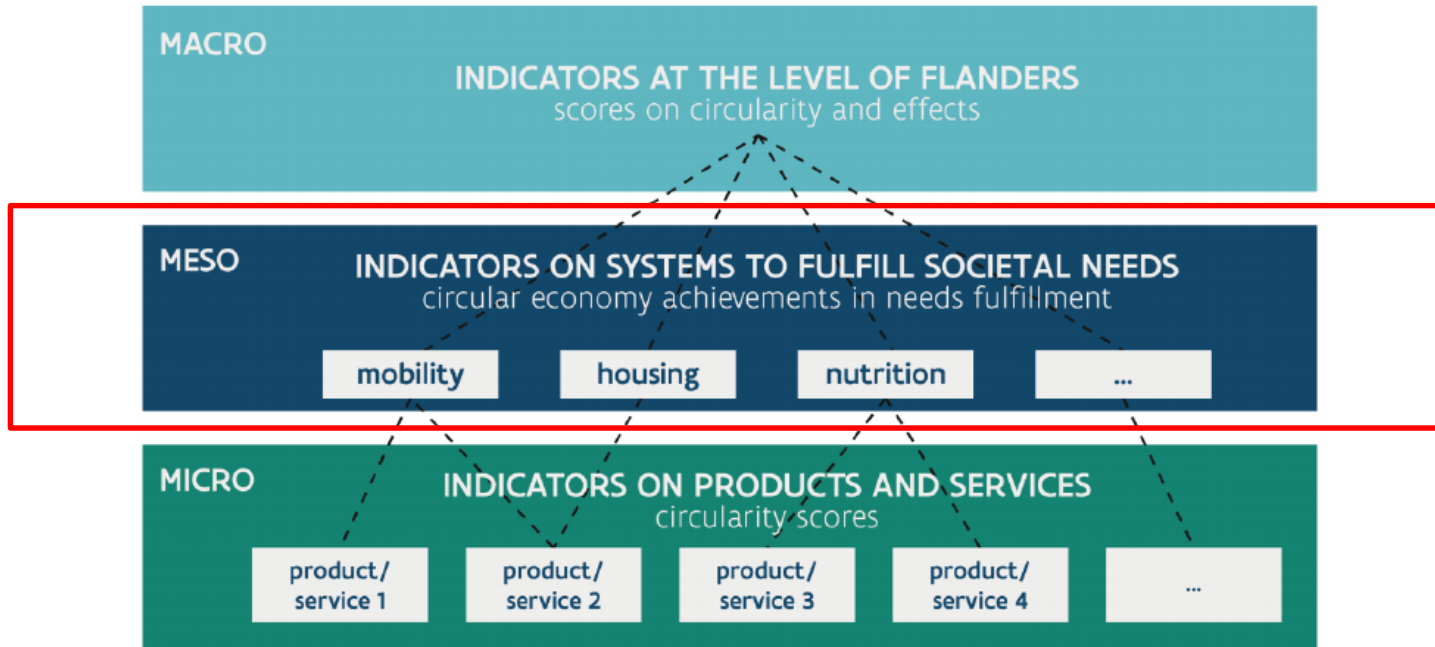 MACRO
INDICATORS AT THE LEVEL OF FLANDERS
scores on circularity and effects
MESO
INDICATORS ON SYSTEMS TO FULFILL SOCIETAL NEEDS
circular economy achievements in needs fulfillment
mobility
housing
nutrition
...
MICRO
INDICATORS ON PRODUCTS AND SERVICES
circularity scores
product/
service 1
product/
service 2
product/
service 3
product/
service 4
...